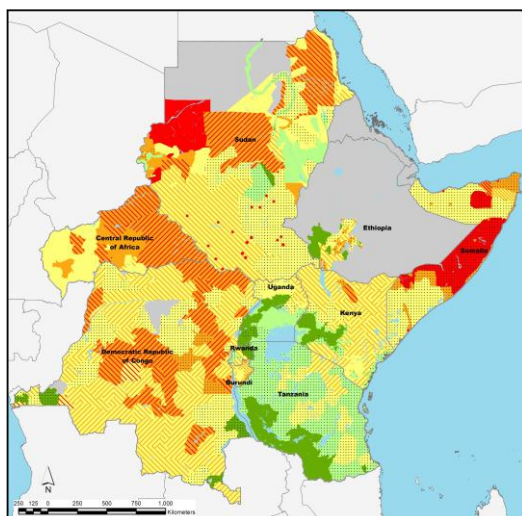 Sudan
Ethiopia
Central Republic
of Africa
Somalia
Uganda
Kenya
Democratic Republic
of Congo
Rwanda
Burundi
Tanzania
N
250 125 0 250 500 750 1,000
Kilometers